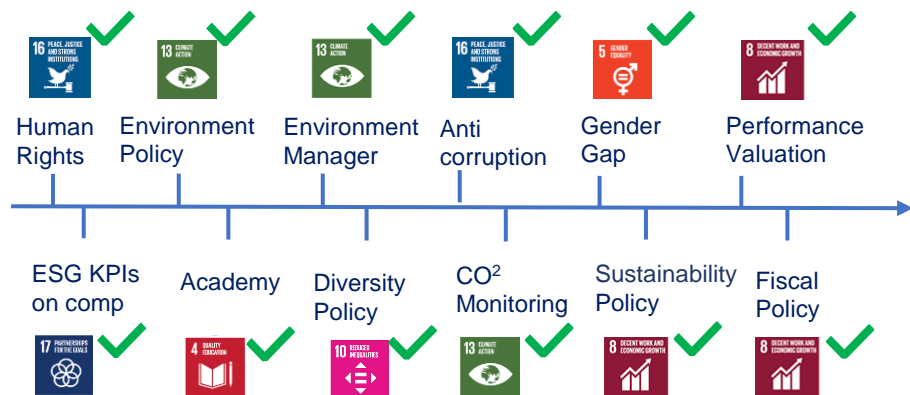 16 PEACE, JUSTICE
AND STRONG
INSTITUTIONS
13 CLIMATE
ACTION
13 CLIMATE
ACTION
16 PEACE, JUSTICE
AND STRONG
INSTITUTIONS
5 GENDER
EQUALITY
8 DECENT WORK AND
ECONOMIC GROWTH
Human
Rights
Environment
Policy
Environment
Manager
Anti
corruption
Gender
Gap
Performance
Valuation
ESG KPIs
on comp
Academy
Diversity
Policy
CO²
Monitoring
Sustainability
Policy
Fiscal
Policy
17 PARTNERSHIPS
FOR THE GOALS
4 QUALITY
EDUCATION
10 REDUCED
INEQUALITIES
13 CLIMATE
ACTION
8 DECENT WORK AND
ECONOMIC GROWTH
8 DECENT WORK AND
ECONOMIC GROWTH